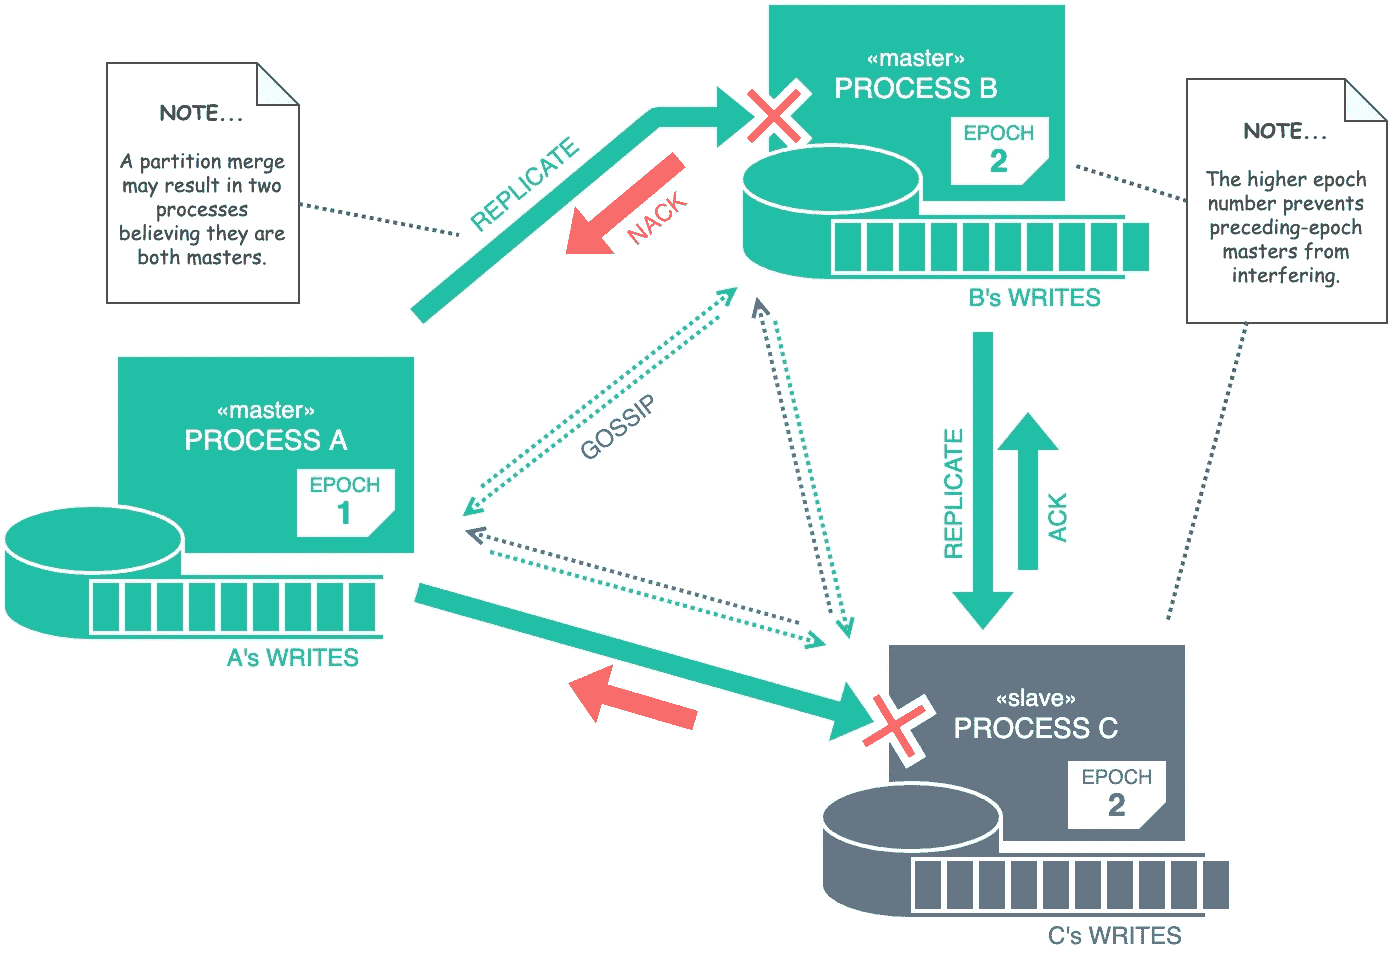 «master»
PROCESS B
EPOCH
2
B's WRITES
NOTE...
A partition merge
may result in two
processes
believing they are
both masters.
NOTE...
The higher epoch
number prevents
preceding-epoch
masters from
interfering.
REPLICATE
NACK
GOSSIP
«master»
PROCESS A
EPOCH
1
A's WRITES
REPLICATE
ACK
«slave»
PROCESS C
EPOCH
2
C's WRITES